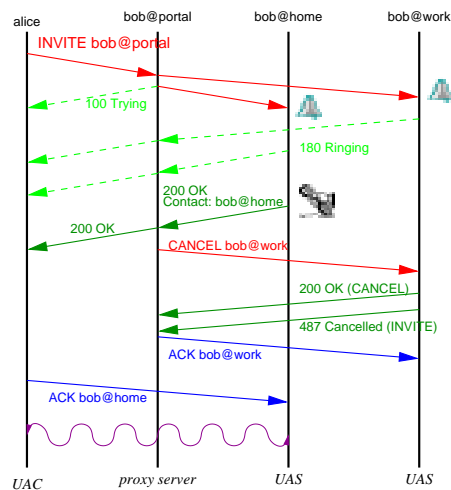 alice bob@portal bob@home bob@work
INVITE bob@portal
100 Trying
180 Ringing
200 OK
Contact: bob@home
200 OK
CANCEL bob@work
200 OK (CANCEL)
487 Cancelled (INVITE)
ACK bob@work
ACK bob@home
UAC proxy server UAS UAS